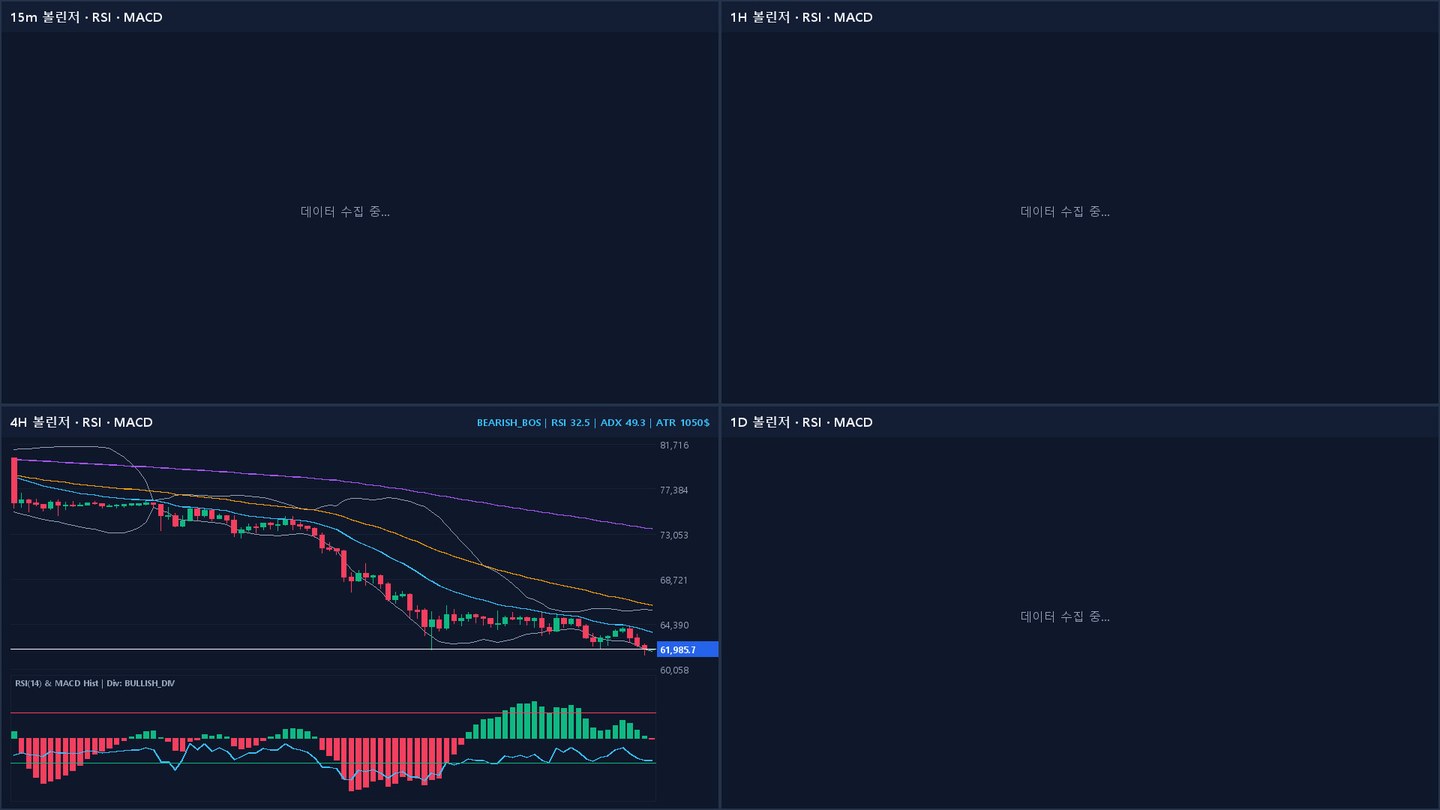 15m 볼린저 · RSI · MACD
데이터 수집 중...
1H 볼린저 · RSI · MACD
데이터 수집 중...
4H 볼린저 · RSI · MACD
BEARISH_BOS | RSI 32.5 | ADX 49.3 | ATR 1050$
81,716
77,384
73,053
68,721
64,390
61,985.7
60,058
RSI(14) & MACD Hist | Div: BULLISH_DIV
1D 볼린저 · RSI · MACD
데이터 수집 중...